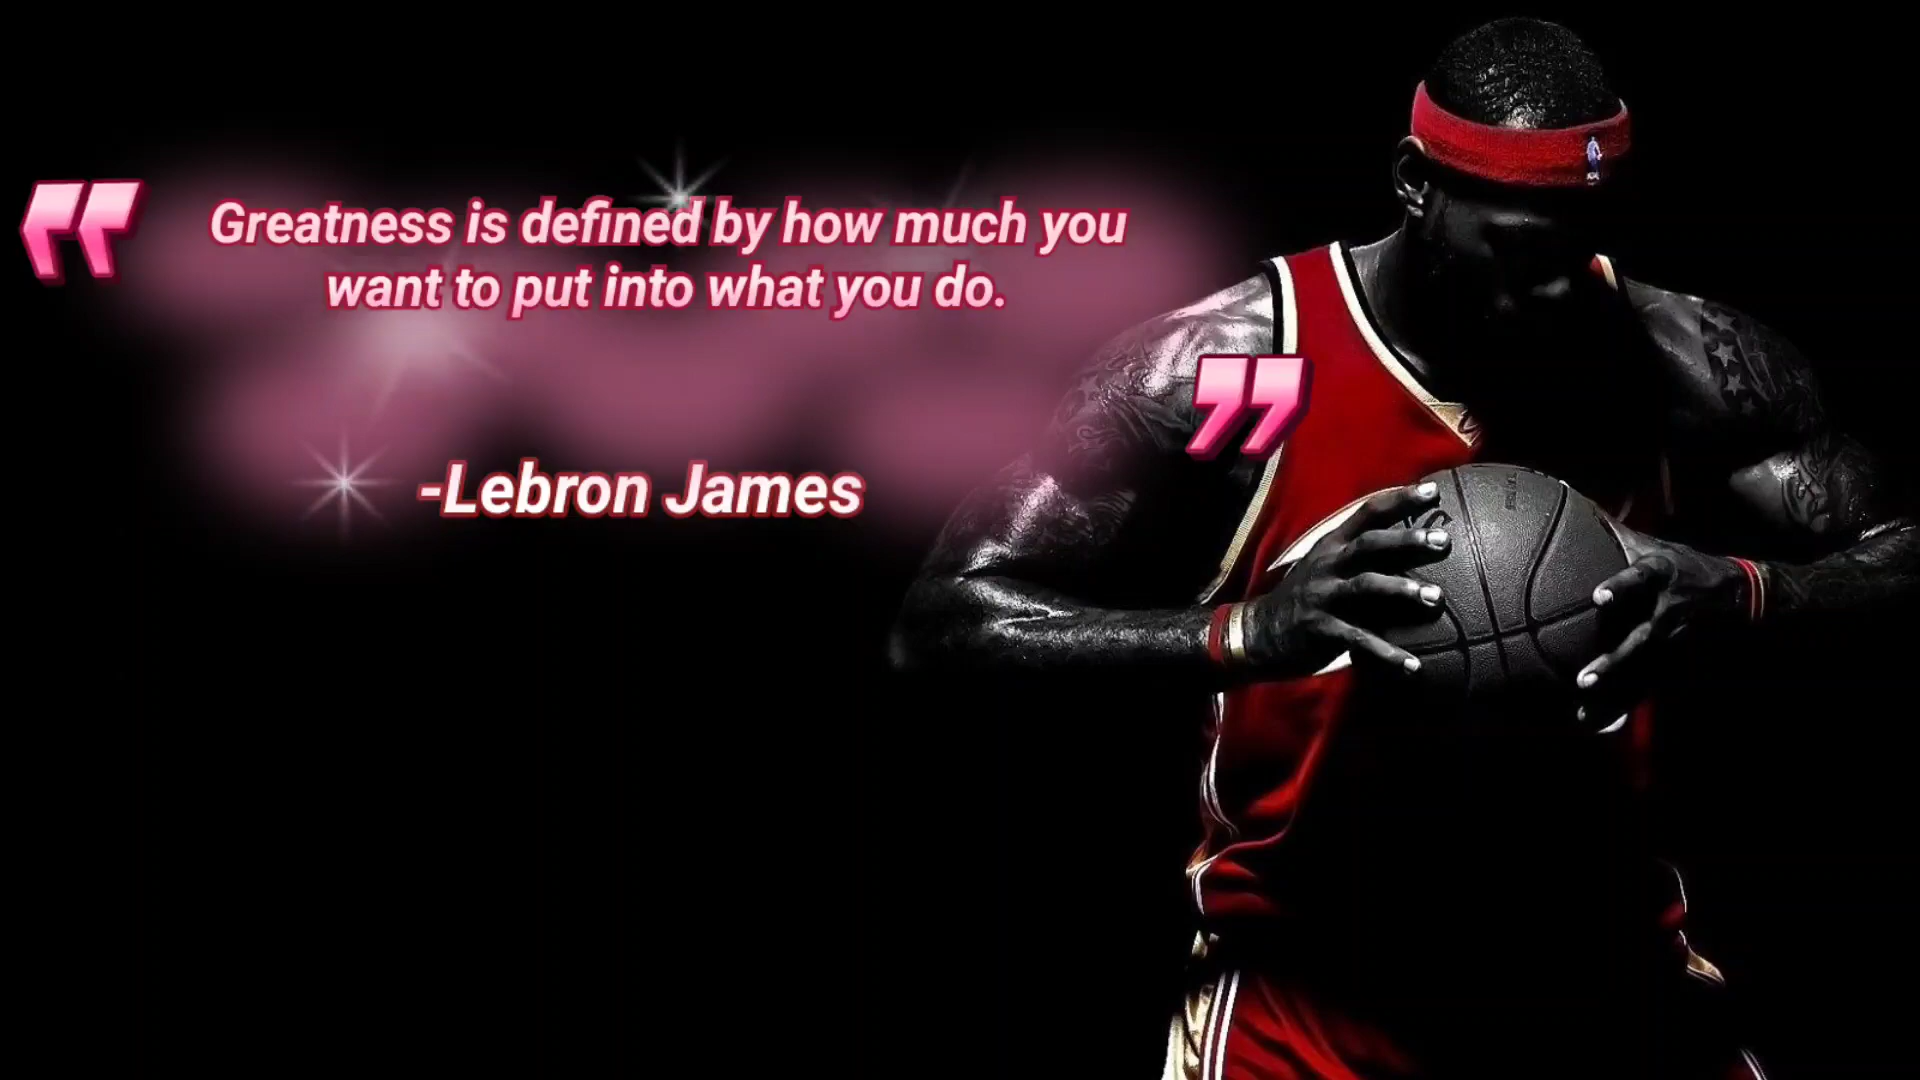 "Greatness is defined by how much you
want to put into what you do."
-Lebron James